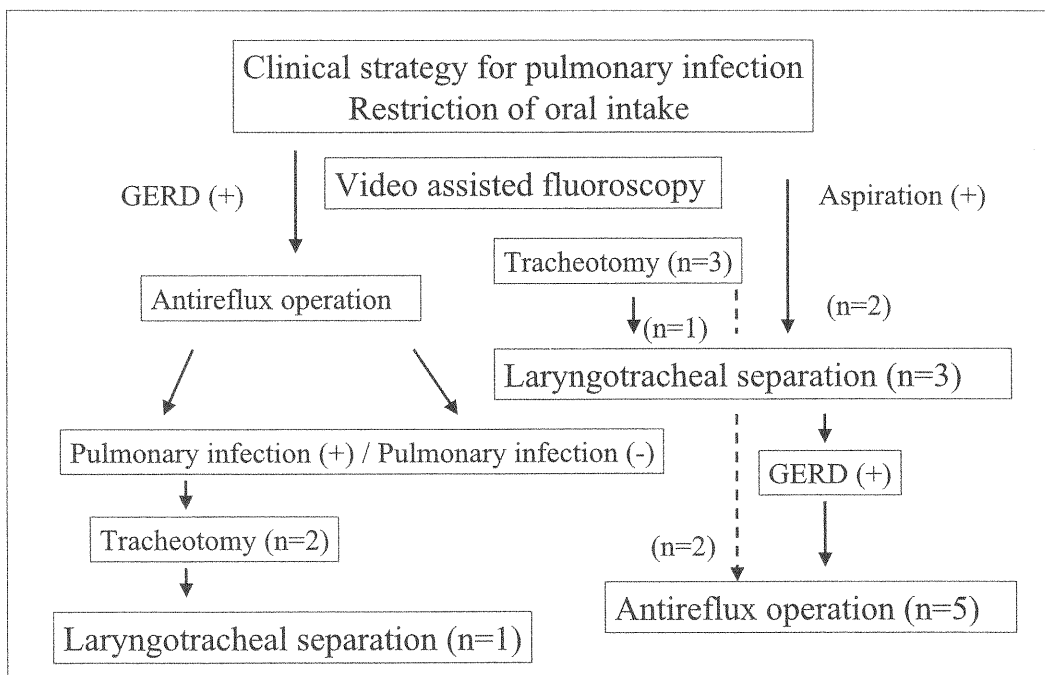 Clinical strategy for pulmonary infection
Restriction of oral intake
GERD (+)
Video assisted fluoroscopy
Aspiration (+)
Tracheotomy (n=3)
Antireflux operation
(n=1)
(n=2)
Laryngotracheal separation (n=3)
Pulmonary infection (+) / Pulmonary infection (-)
GERD (+)
Tracheotomy (n=2)
(n=2)
Antireflux operation (n=5)
Laryngotracheal separation (n=1)